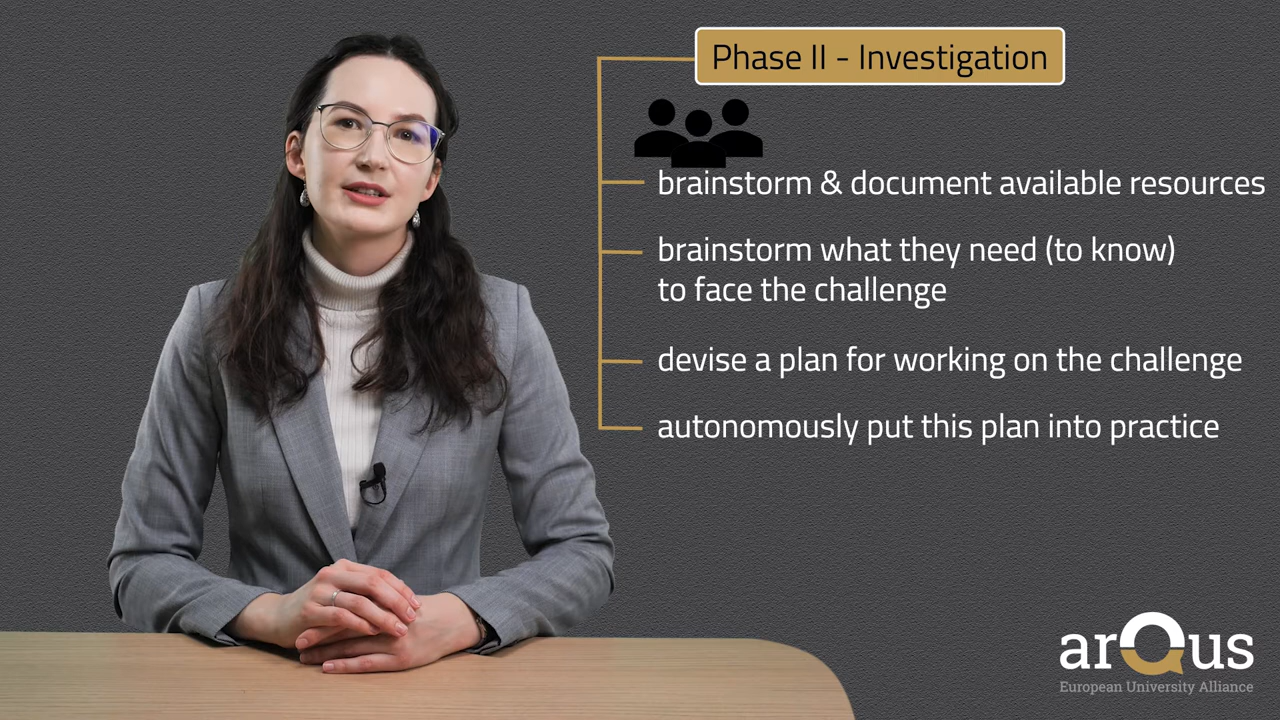 Phase II - Investigation
brainstorm & document available resources
brainstorm what they need (to know)
to face the challenge
devise a plan for working on the challenge
autonomously put this plan into practice
arQus
European University Alliance